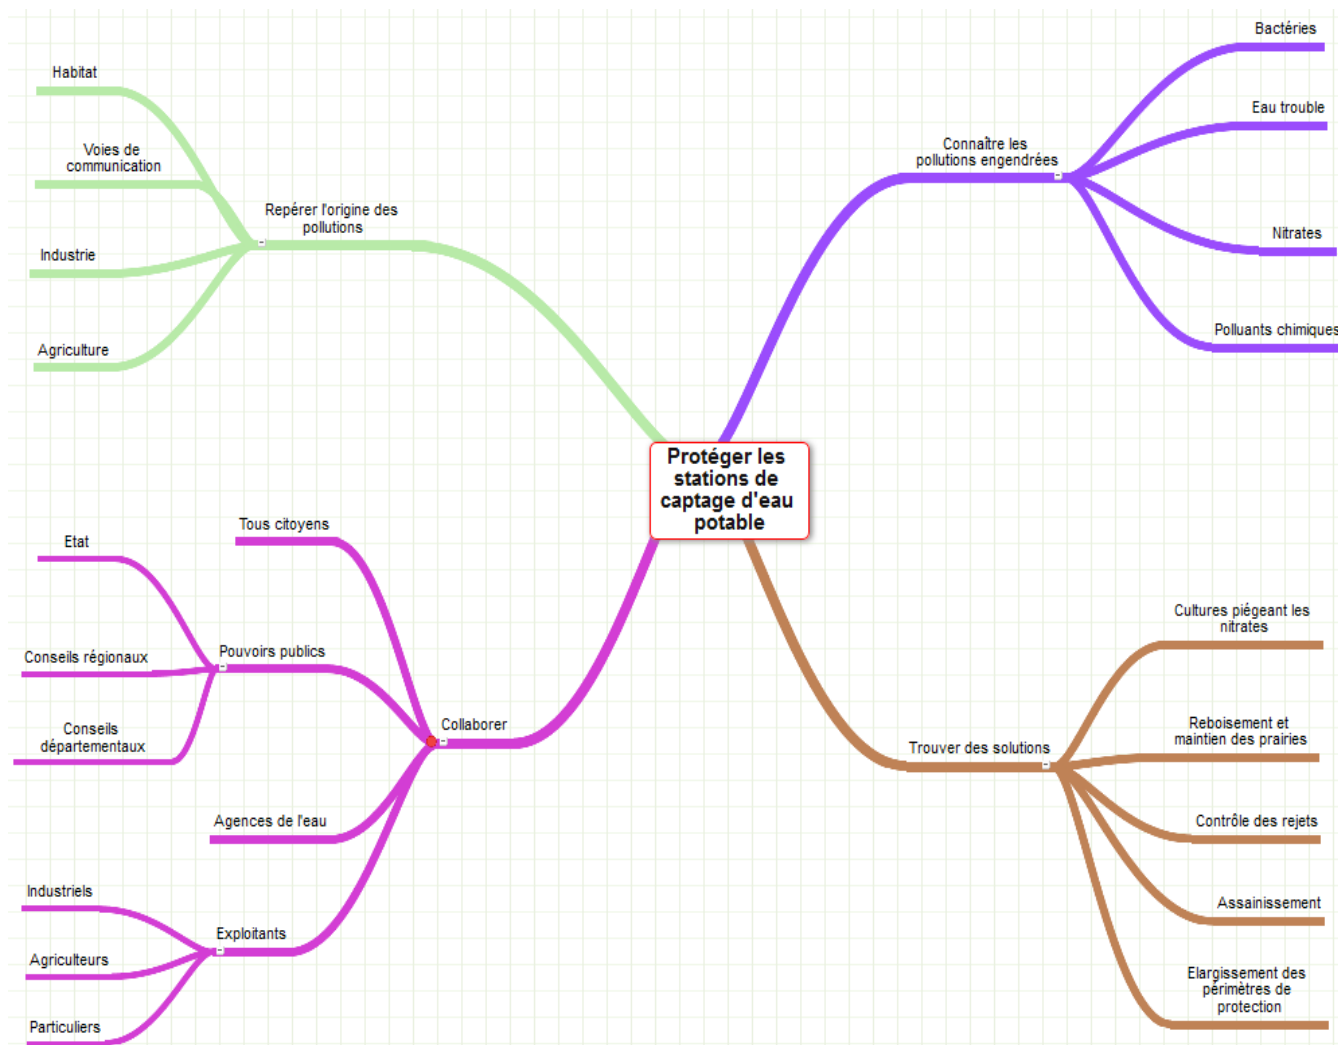 Protéger les
stations de
captage d'eau
potable
Repérer l'origine des
pollutions
Habitat
Voies de
communication
Industrie
Agriculture
Connaître les
pollutions engendrées
Bactéries
Eau trouble
Nitrates
Polluants chimiques
Collaborer
Tous citoyens
Pouvoirs publics
Etat
Conseils régionaux
Conseils
départementaux
Agences de l'eau
Exploitants
Industriels
Agriculteurs
Particuliers
Trouver des solutions
Cultures piégeant les
nitrates
Reboisement et
maintien des prairies
Contrôle des rejets
Assainissement
Elargissement des
périmètres de
protection